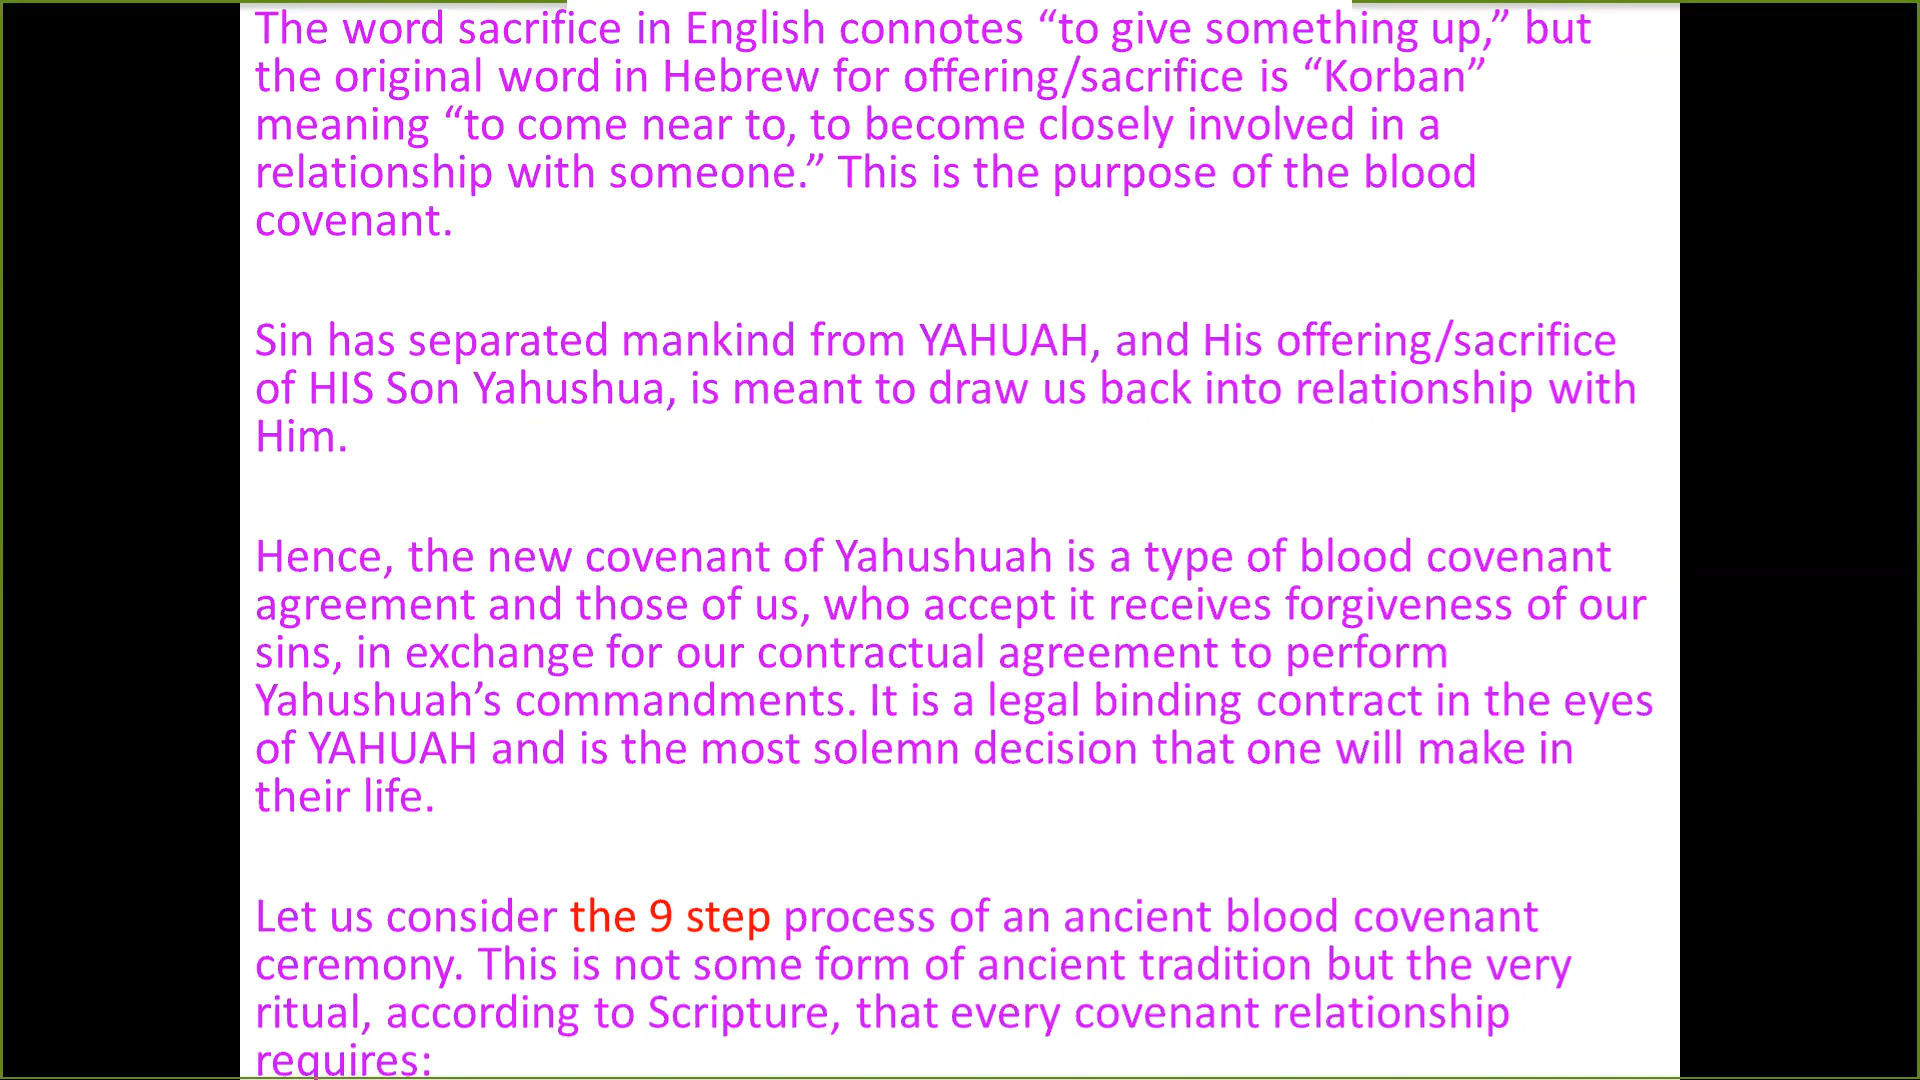 The word sacrifice in English connotes “to give something up,” but
the original word in Hebrew for offering/sacrifice is “Korban”
meaning “to come near to, to become closely involved in a
relationship with someone.” This is the purpose of the blood
covenant.
Sin has separated mankind from YAHUAH, and His offering/sacrifice
of HIS Son Yahushua, is meant to draw us back into relationship with
Him.
Hence, the new covenant of Yahushuah is a type of blood covenant
agreement and those of us, who accept it receives forgiveness of our
sins, in exchange for our contractual agreement to perform
Yahushuah’s commandments. It is a legal binding contract in the eyes
of YAHUAH and is the most solemn decision that one will make in
their life.
Let us consider the 9 step process of an ancient blood covenant
ceremony. This is not some form of ancient tradition but the very
ritual, according to Scripture, that every covenant relationship
requires: